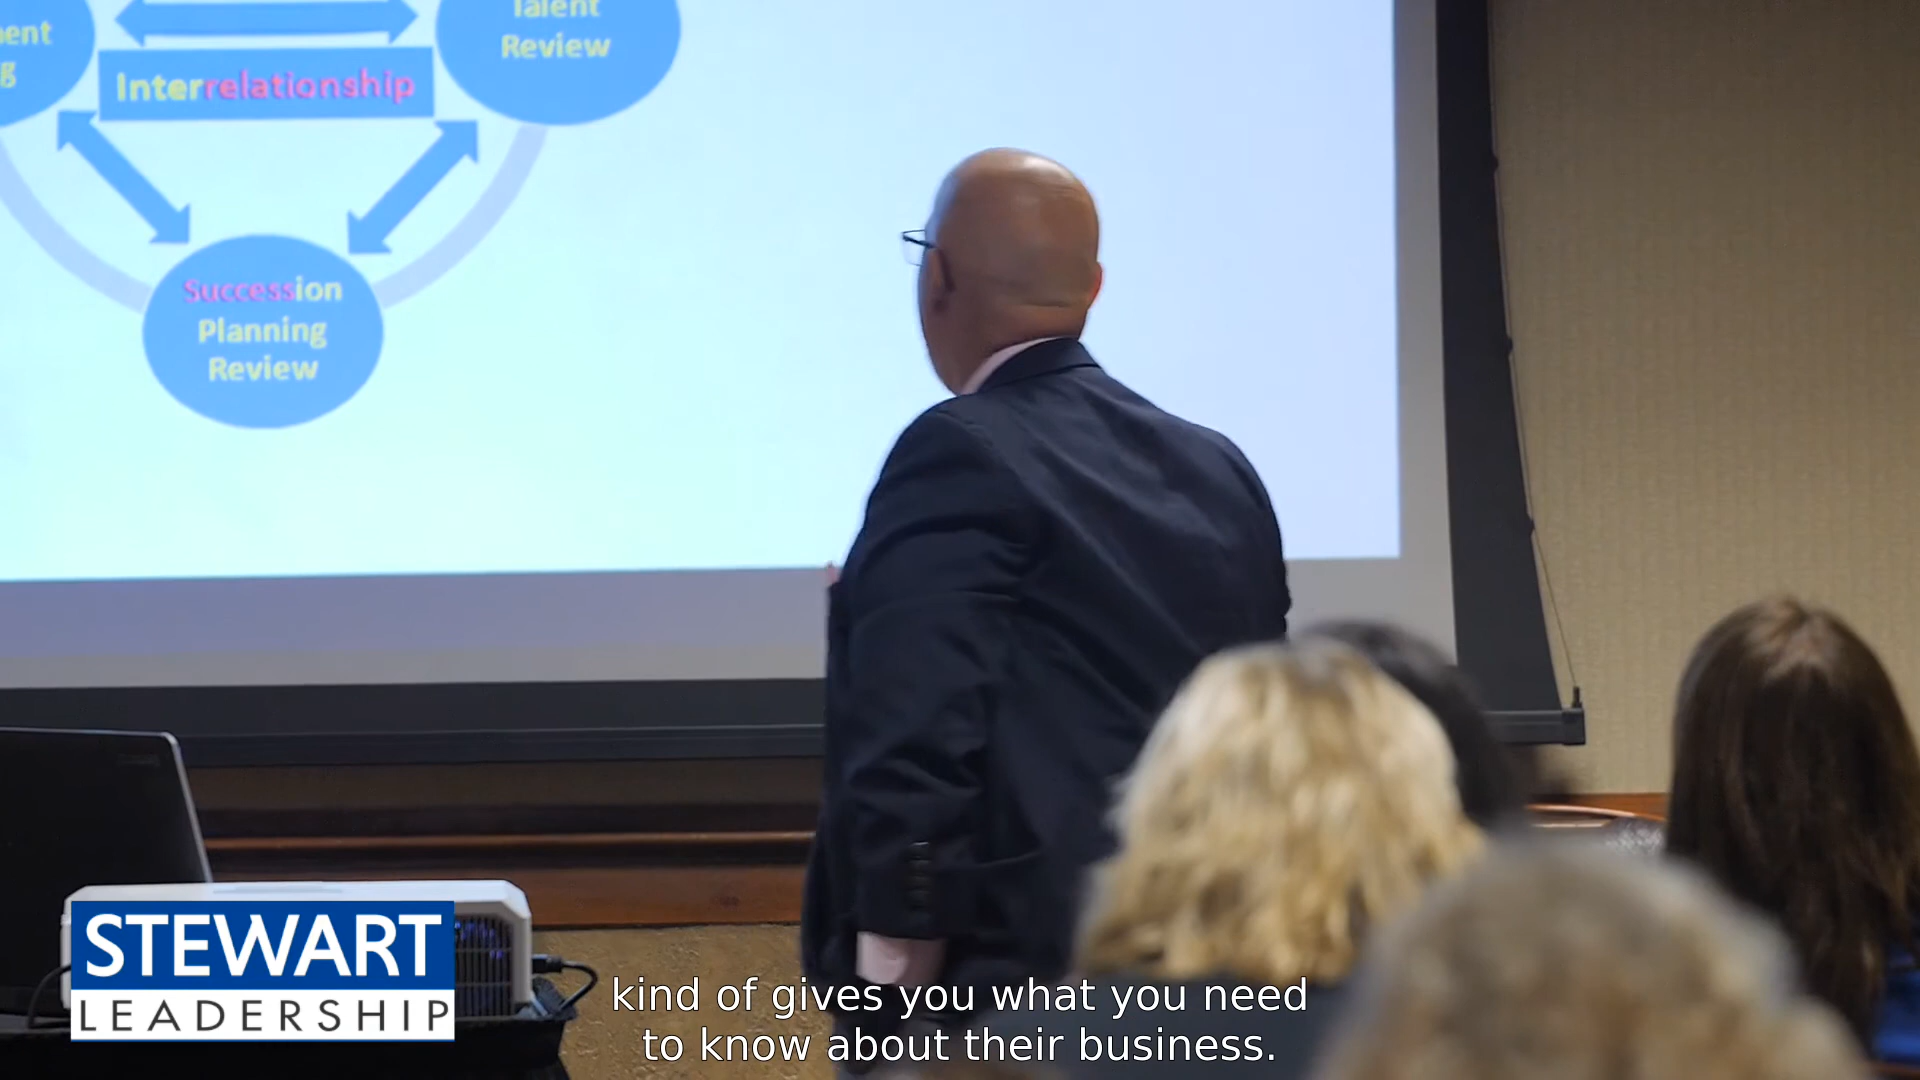 Talent
Review
Interrelationship
Succession
Planning
Review
STEWART
LEADERSHIP
kind of gives you what you need
to know about their business.